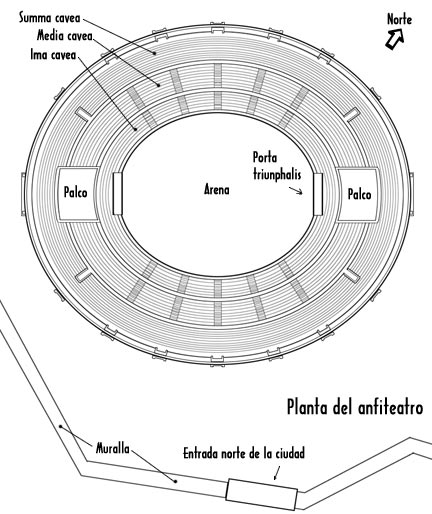 Summa cavea
Norte
Media cavea
Ima cavea
Porta
triunphalis
Palco
Arena
Palco
Planta del anfiteatro
Muralla
Entrada norte de la ciudad